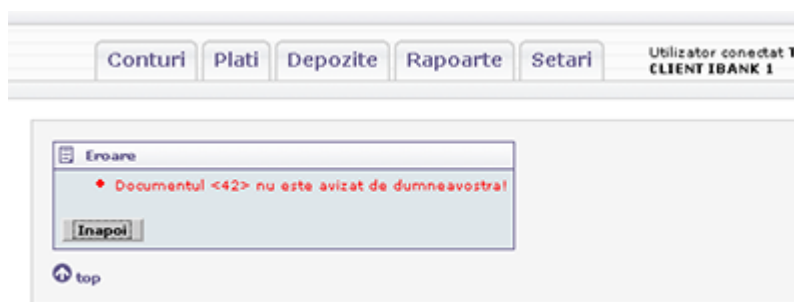 Conturi Plati Depozite Rapoarte Setari
Utilizator conectat
CLIENT IBANK 1
Eroare
Documentul <42> nu este avizat de dumneavostra!
Inapoi
top